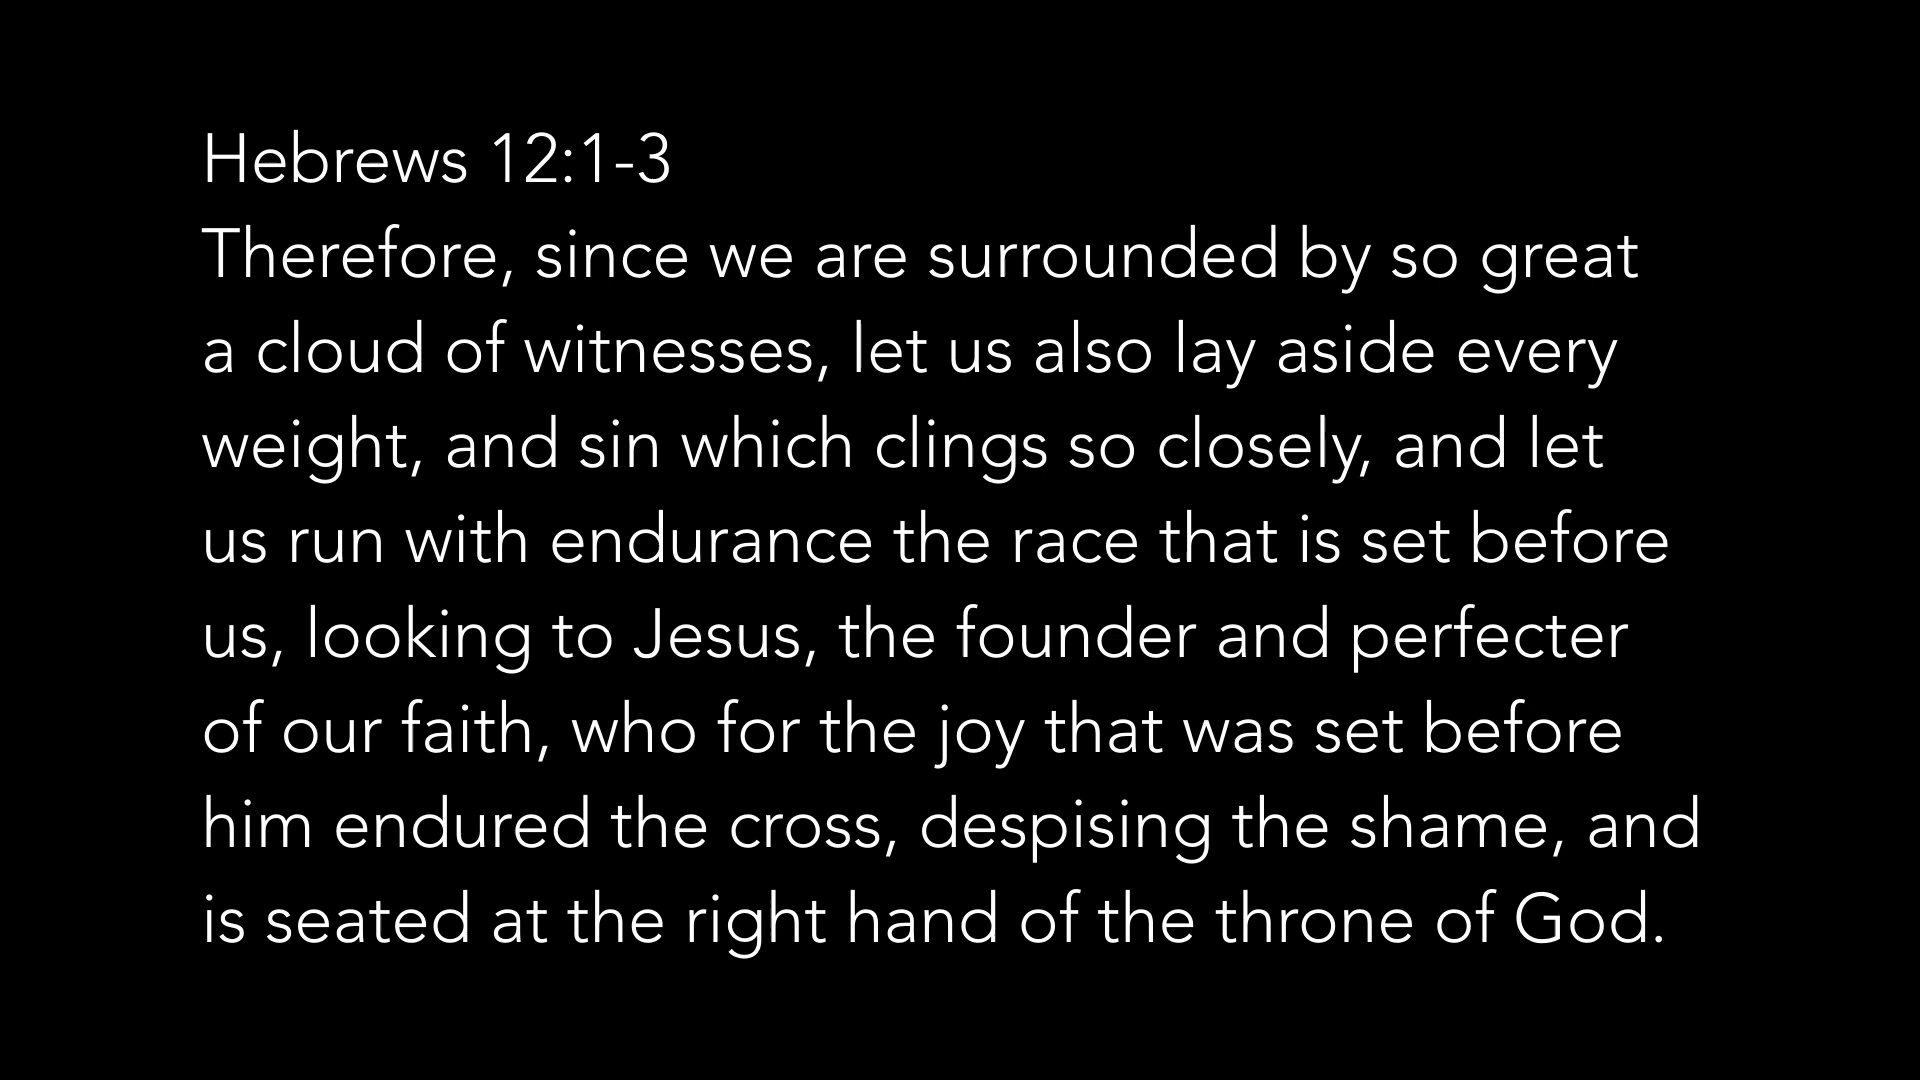 Hebrews 12:1-3
Therefore, since we are surrounded by so great
a cloud of witnesses, let us also lay aside every
weight, and sin which clings so closely, and let
us run with endurance the race that is set before
us, looking to Jesus, the founder and perfecter
of our faith, who for the joy that was set before
him endured the cross, despising the shame, and
is seated at the right hand of the throne of God.